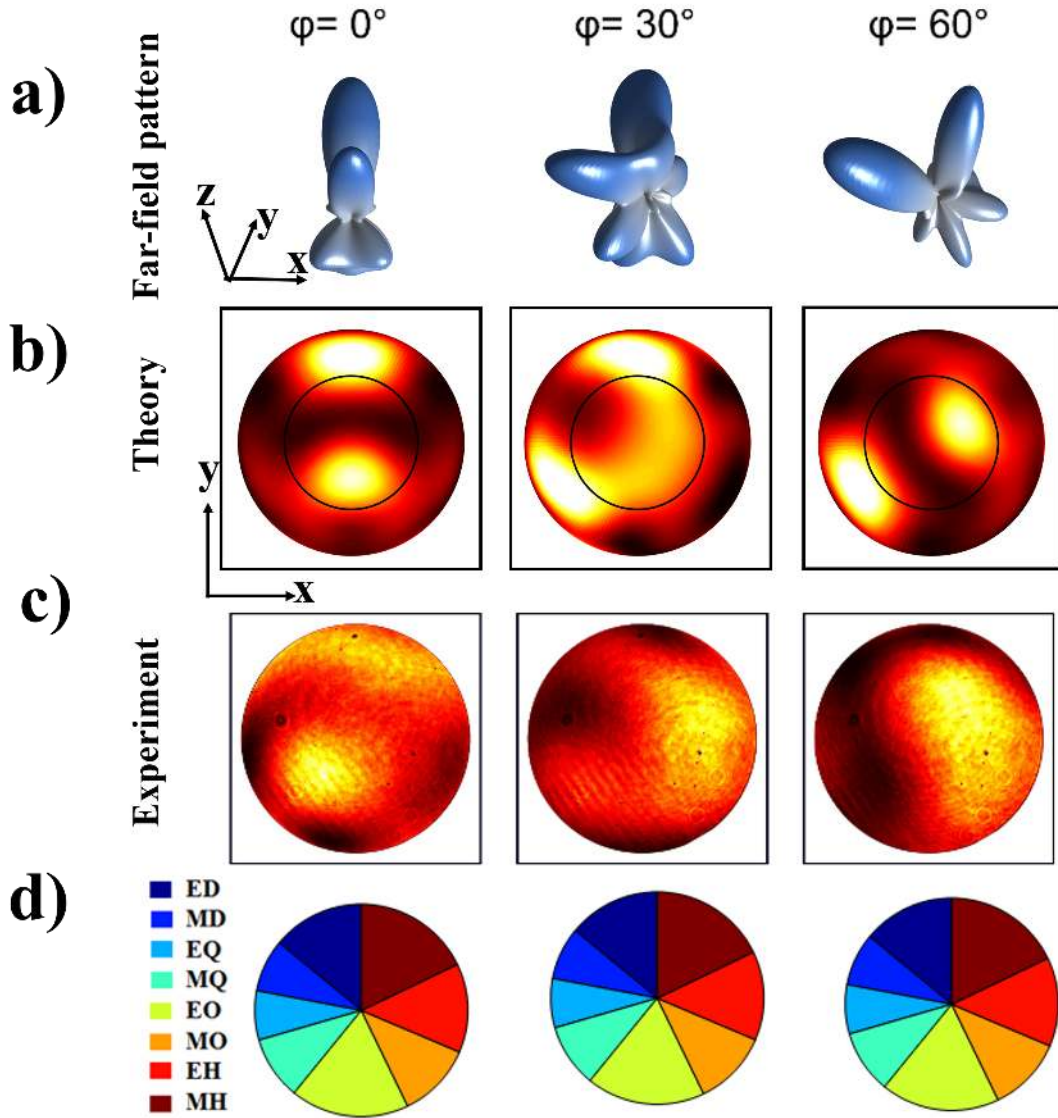 φ= 0° φ= 30° φ= 60°
a)
Far-field pattern
z
y
x
b)
Theory
y
x
c)
Experiment
d)
ED
MD
EQ
MQ
EO
MO
EH
MH